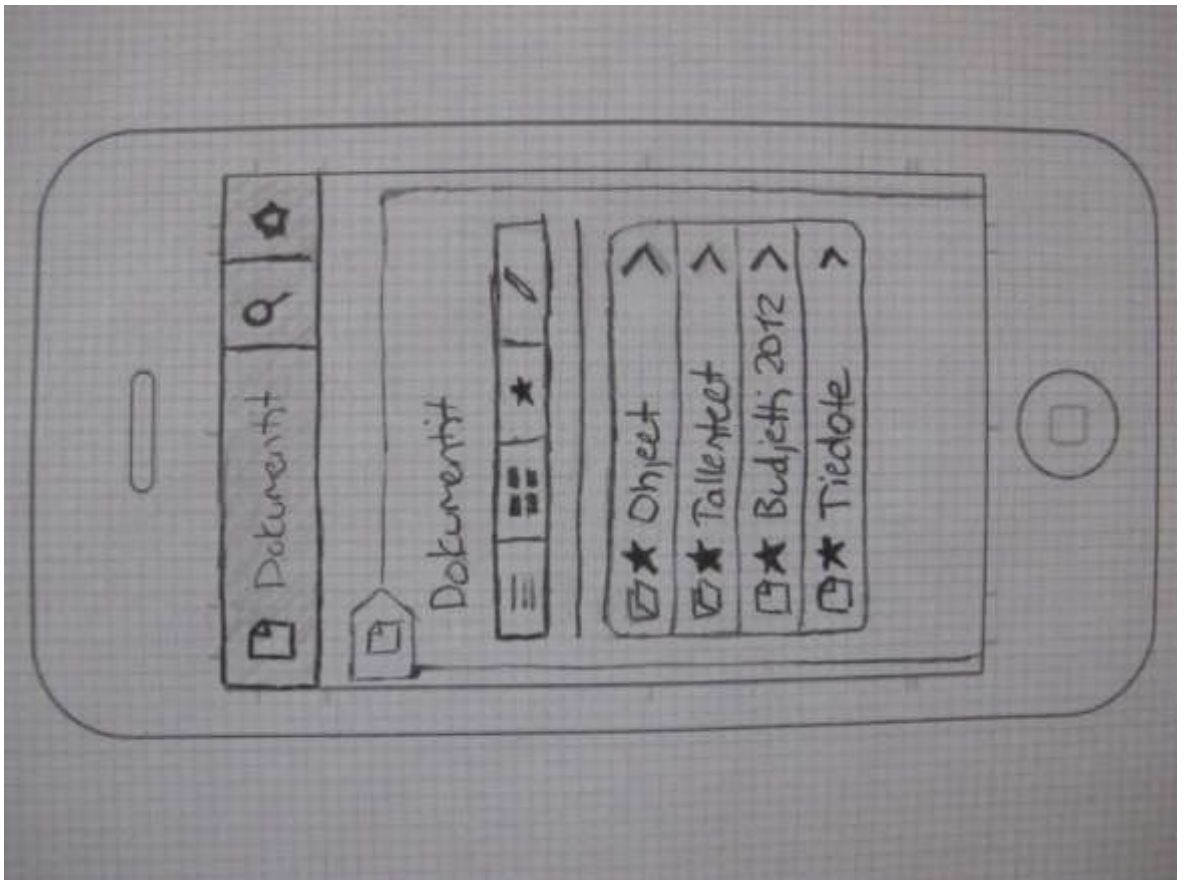 Dokumentit
Dokumentit
Ohjeet
Tallenteet
Budjetti 2012
Tiedote